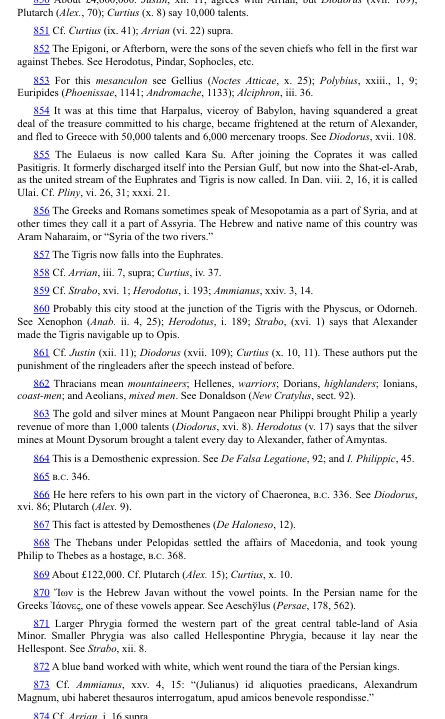 850 About £4,000,000. Justin, xii. 11, agrees with Arrian; but Diodorus (xvii. 109);
Plutarch (Alex., 70); Curtius (x. 8) say 10,000 talents.
851 Cf. Curtius (ix. 41); Arrian (vi. 22) supra.
852 The Epigoni, or Afterborn, were the sons of the seven chiefs who fell in the first war
against Thebes. See Herodotus, Pindar, Sophocles, etc.
853 For this mesanculon see Gellius (Noctes Atticae, x. 25); Polybius, xxiii., 1, 9;
Euripides (Phoenissae, 1141; Andromache, 1133); Alciphron, iii. 36.
854 It was at this time that Harpalus, viceroy of Babylon, having squandered a great
deal of the treasure committed to his charge, became frightened at the return of Alexander,
and fled to Greece with 50,000 talents and 6,000 mercenary troops. See Diodorus, xvii. 108.
855 The Eulaeus is now called Kara Su. After joining the Coprates it was called
Pasitigris. It formerly discharged itself into the Persian Gulf, but now into the Shat-el-Arab,
as the united stream of the Euphrates and Tigris is now called. In Dan. viii. 2, 16, it is called
Ulai. Cf. Pliny, vi. 26, 31; xxxi. 21.
856 The Greeks and Romans sometimes speak of Mesopotamia as a part of Syria, and at
other times they call it a part of Assyria. The Hebrew and native name of this country was
Aram Naharaim, or “Syria of the two rivers.”
857 The Tigris now falls into the Euphrates.
858 Cf. Arrian, iii. 7, supra; Curtius, iv. 37.
859 Cf. Strabo, xvi. 1; Herodotus, i. 193; Ammianus, xxiv. 3, 14.
860 Probably this city stood at the junction of the Tigris with the Physcus, or Odorneh.
See Xenophon (Anab. ii. 4, 25); Herodotus, i. 189; Strabo, (xvi. 1) says that Alexander
made the Tigris navigable up to Opis.
861 Cf. Justin (xii. 11); Diodorus (xvii. 109); Curtius (x. 10, 11). These authors put the
punishment of the ringleaders after the speech instead of before.
862 Thracians mean mountaineers; Hellenes, warriors; Dorians, highlanders; Ionians,
coast-men; and Aeolians, mixed men. See Donaldson (New Cratylus, sect. 92).
863 The gold and silver mines at Mount Pangaeon near Philippi brought Philip a yearly
revenue of more than 1,000 talents (Diodorus, xvi. 8). Herodotus (v. 17) says that the silver
mines at Mount Dysorum brought a talent every day to Alexander, father of Amyntas.
864 This is a Demosthenic expression. See De Falsa Legatione, 92; and I. Philippic, 45.
865 B.C. 346.
866 He here refers to his own part in the victory of Chaeronea, B.C. 336. See Diodorus,
xvi. 86; Plutarch (Alex. 9).
867 This fact is attested by Demosthenes (De Haloneso, 12).
868 The Thebans under Pelopidas settled the affairs of Macedonia, and took young
Philip to Thebes as a hostage, B.C. 368.
869 About £122,000. Cf. Plutarch (Alex. 15); Curtius, x. 10.
870 Ἴων is the Hebrew Javan without the vowel points. In the Persian name for the
Greeks Ἰάονες, one of these vowels appear. See Aeschÿlus (Persae, 178, 562).
871 Larger Phrygia formed the western part of the great central table-land of Asia
Minor. Smaller Phrygia was also called Hellespontine Phrygia, because it lay near the
Hellespont. See Strabo, xii. 8.
872 A blue band worked with white, which went round the tiara of the Persian kings.
873 Cf. Ammianus, xxv. 4, 15: “(Julianus) id aliquoties praedicans, Alexandrum
Magnum, ubi haberet thesauros interrogatum, apud amicos benevole respondisse.”
874 Cf. Arrian, i. 16 supra.